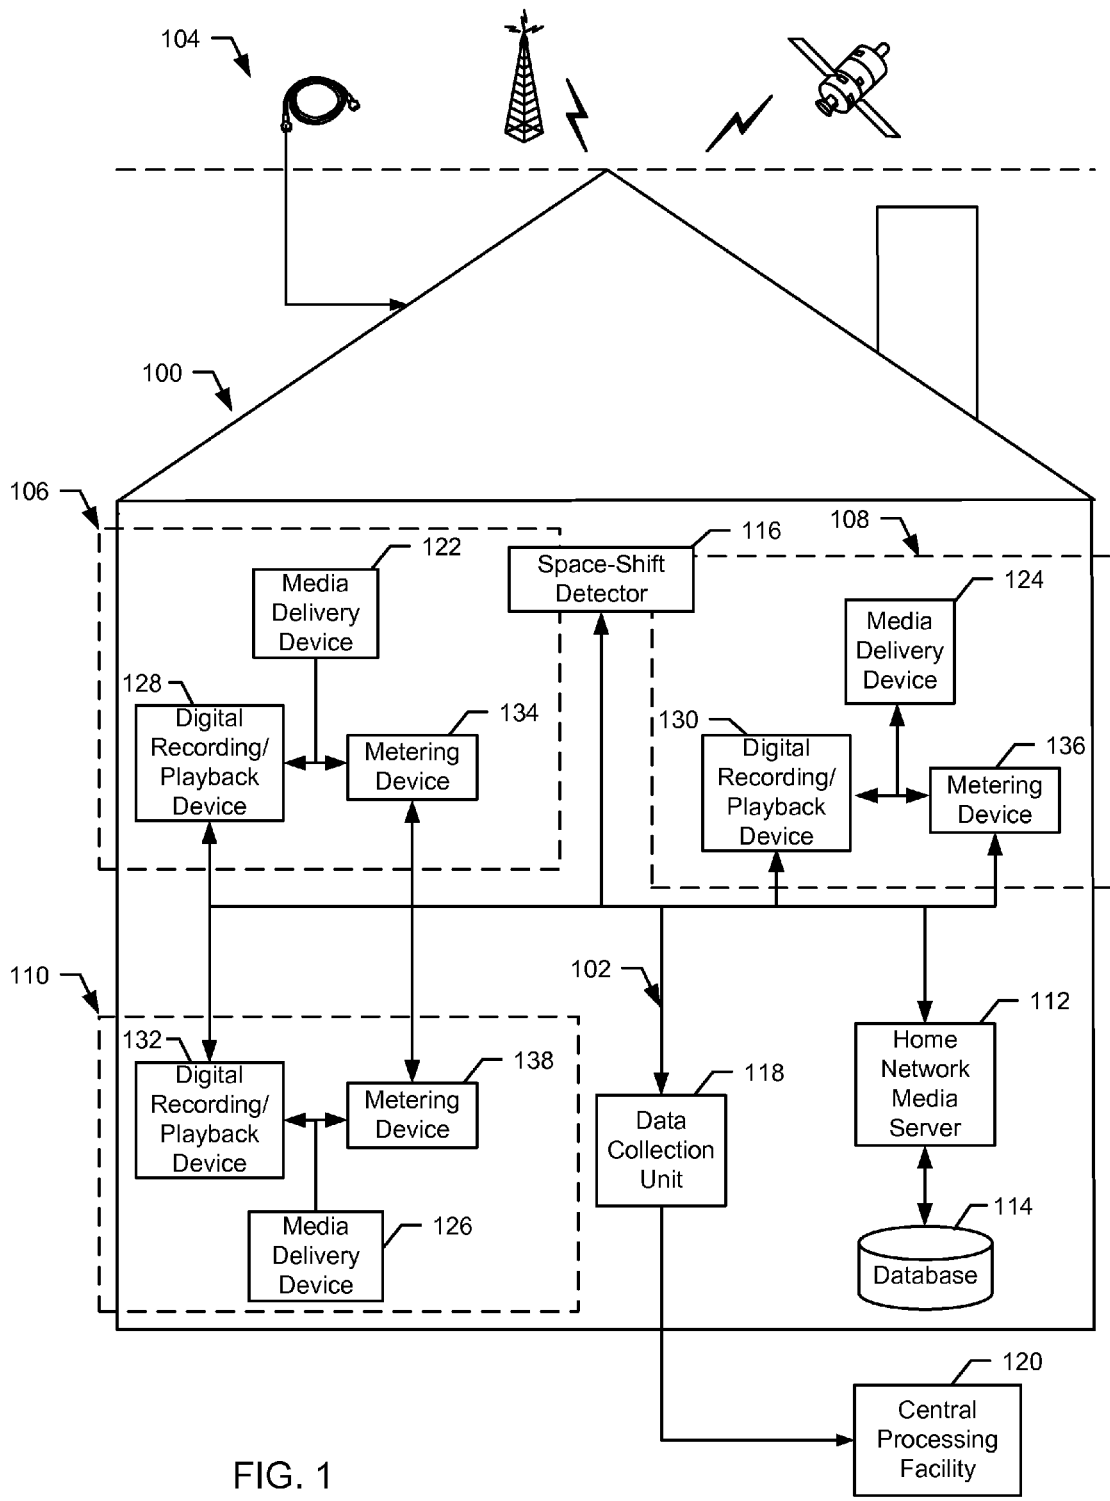 104
100
106
108
116
Space-Shift
Detector
122
Media
Delivery
Device
124
Media
Delivery
Device
128
Digital
Recording/
Playback
Device
134
Metering
Device
130
Digital
Recording/
Playback
Device
136
Metering
Device
110
102
112
Home
Network
Media
Server
132
Digital
Recording/
Playback
Device
138
Metering
Device
118
Data
Collection
Unit
126
Media
Delivery
Device
114
Database
120
Central
Processing
Facility
FIG. 1